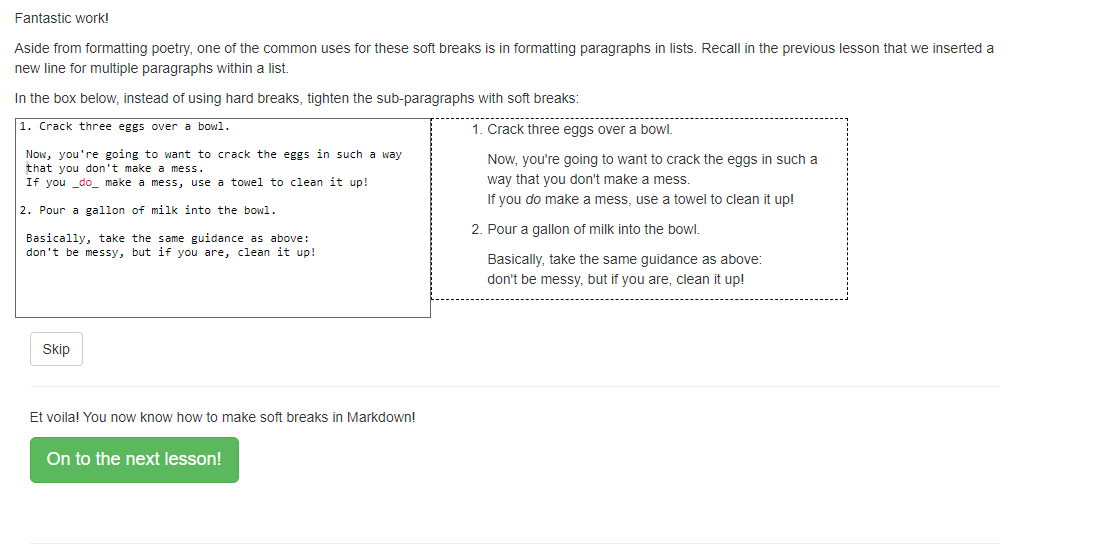 Fantastic work!
Aside from formatting poetry, one of the common uses for these soft breaks is in formatting paragraphs in lists. Recall in the previous lesson that we inserted a
new line for multiple paragraphs within a list.
In the box below, instead of using hard breaks, tighten the sub-paragraphs with soft breaks:
1. Crack three eggs over a bowl.
Now, you're going to want to crack the eggs in such a way
that you don't make a mess.
If you _do_ make a mess, use a towel to clean it up!
2. Pour a gallon of milk into the bowl.
Basically, take the same guidance as above:
don't be messy, but if you are, clean it up!
1. Crack three eggs over a bowl.
Now, you're going to want to crack the eggs in such a
way that you don't make a mess.
If you do make a mess, use a towel to clean it up!
2. Pour a gallon of milk into the bowl.
Basically, take the same guidance as above:
don't be messy, but if you are, clean it up!
Skip
Et voila! You now know how to make soft breaks in Markdown!
On to the next lesson!